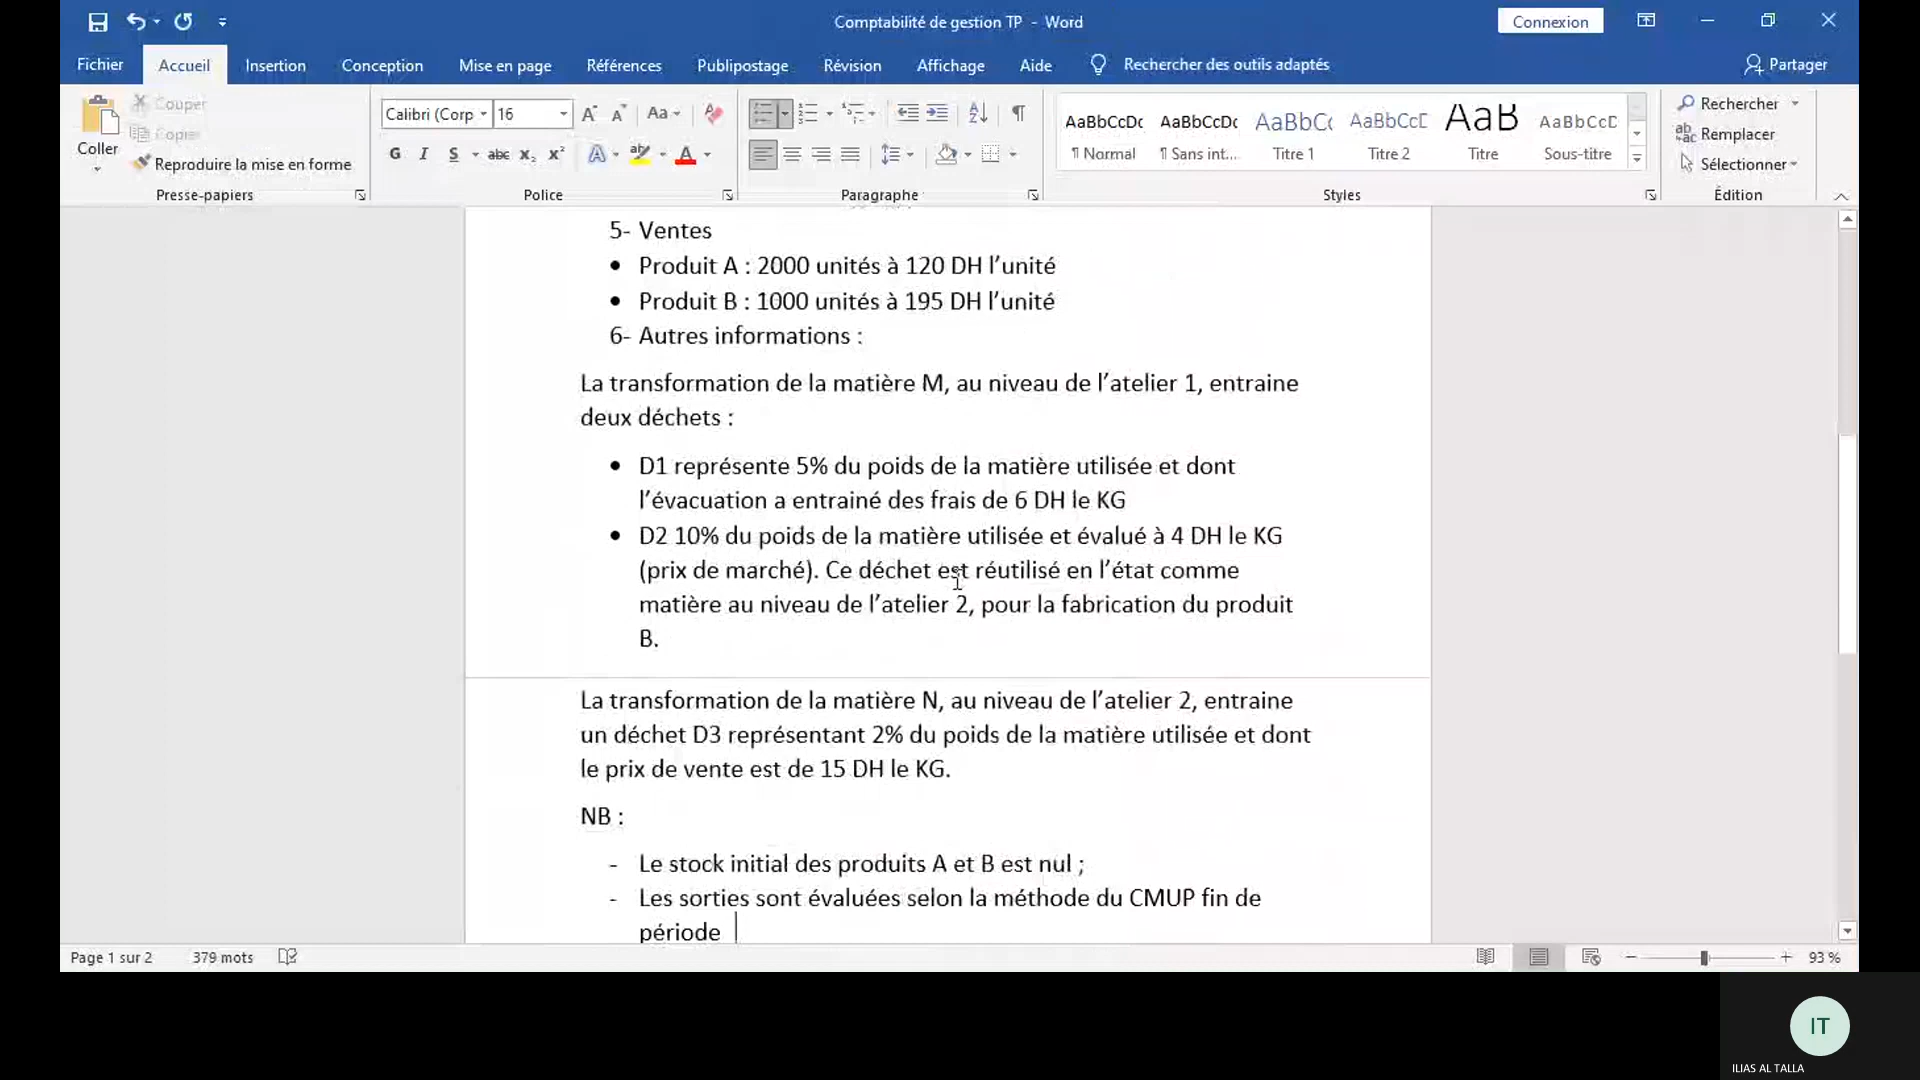 Comptabilité de gestion TP - Word
Connexion
Fichier Accueil Insertion Conception Mise en page Références Publipostage Révision Affichage Aide Rechercher des outils adaptés Partager
Coller
Couper
Copier
Reproduire la mise en forme
Presse-papiers
Calibri (Corp 16 Aa
G I S abc x₂ x²
Police
Paragraphe
AaBbCcDc AaBbCcDc AaBbCc AaBbCcD AaB AaBbCcD
¶ Normal ¶ Sans int... Titre 1 Titre 2 Titre Sous-titre
Styles
Rechercher
Remplacer
Sélectionner
Édition
5- Ventes
• Produit A : 2000 unités à 120 DH l’unité
• Produit B : 1000 unités à 195 DH l’unité
6- Autres informations :
La transformation de la matière M, au niveau de l’atelier 1, entraine
deux déchets :
• D1 représente 5% du poids de la matière utilisée et dont
l’évacuation a entrainé des frais de 6 DH le KG
• D2 10% du poids de la matière utilisée et évalué à 4 DH le KG
(prix de marché). Ce déchet est réutilisé en l’état comme
matière au niveau de l’atelier 2, pour la fabrication du produit
B.
La transformation de la matière N, au niveau de l’atelier 2, entraine
un déchet D3 représentant 2% du poids de la matière utilisée et dont
le prix de vente est de 15 DH le KG.
NB :
- Le stock initial des produits A et B est nul ;
- Les sorties sont évaluées selon la méthode du CMUP fin de
période
Page 1 sur 2 379 mots 93 %
IT
ILIAS AL TALLA